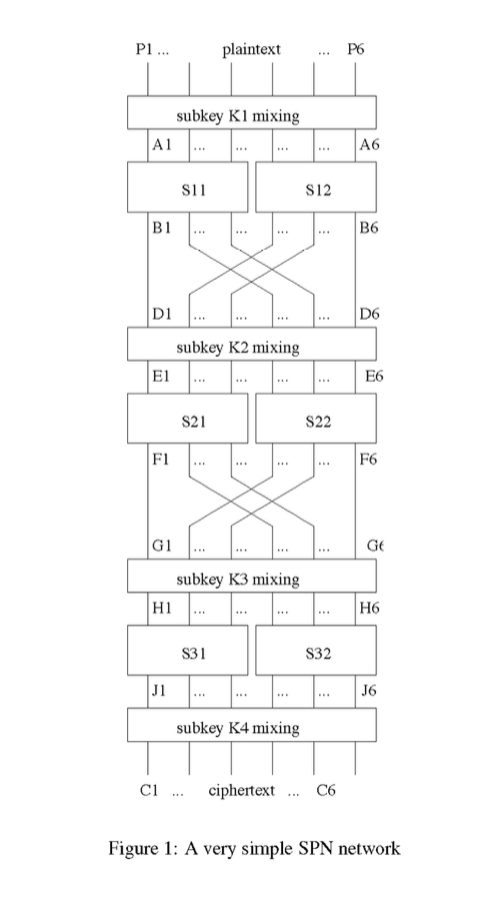 P1 ... plaintext ... P6
subkey K1 mixing
A1 ... ... ... ... A6
S11 S12
B1 ... ... ... ... B6
D1 ... ... ... ... D6
subkey K2 mixing
E1 ... ... ... ... E6
S21 S22
F1 ... ... ... ... F6
G1 ... ... ... ... G6
subkey K3 mixing
H1 ... ... ... ... H6
S31 S32
J1 ... ... ... ... J6
subkey K4 mixing
C1 ... ciphertext ... C6
Figure 1: A very simple SPN network